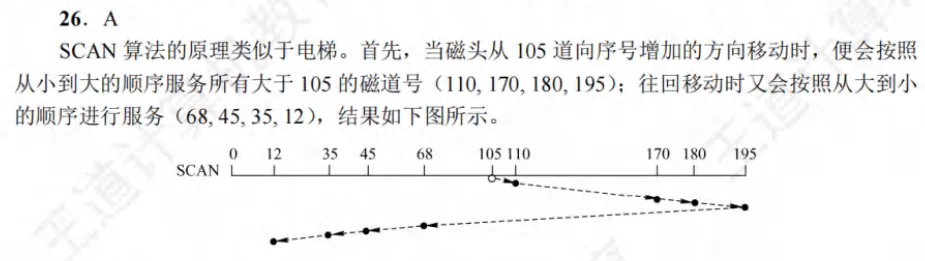 26. A
SCAN 算法的原理类似于电梯。首先，当磁头从 105 道向序号增加的方向移动时，便会按照
从小到大的顺序服务所有大于 105 的磁道号（110, 170, 180, 195）；往回移动时又会按照从大到小
的顺序进行服务（68, 45, 35, 12），结果如下图所示。
0 12 35 45 68 105 110 170 180 195
SCAN